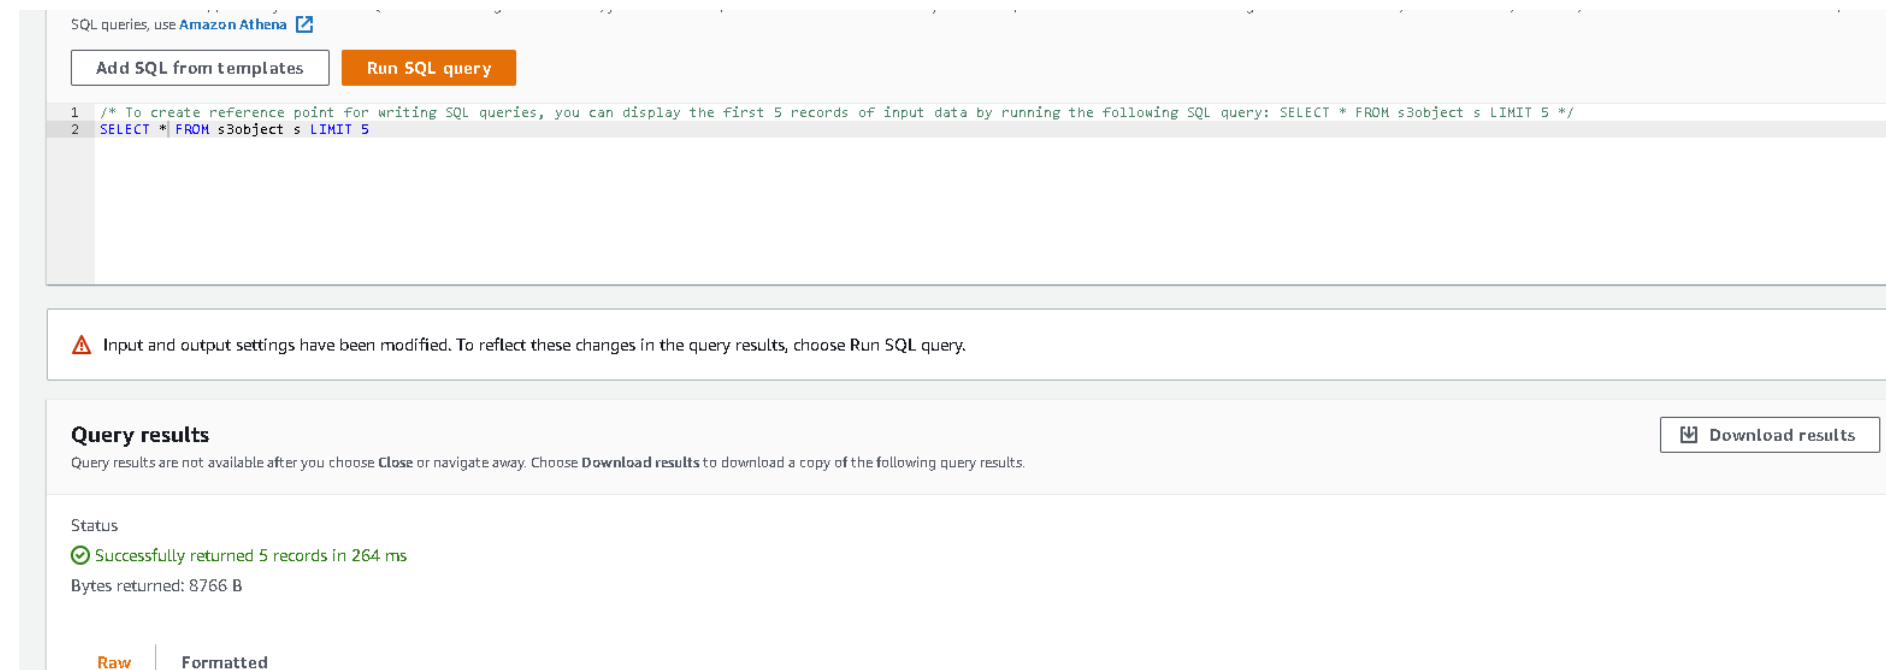 SQL queries, use Amazon Athena
Add SQL from templates
Run SQL query
1 /* To create reference point for writing SQL queries, you can display the first 5 records of input data by running the following SQL query: SELECT * FROM s3object s LIMIT 5 */
2 SELECT * FROM s3object s LIMIT 5
Input and output settings have been modified. To reflect these changes in the query results, choose Run SQL query.
Query results
Download results
Query results are not available after you choose Close or navigate away. Choose Download results to download a copy of the following query results.
Status
Successfully returned 5 records in 264 ms
Bytes returned: 8766 B
Raw
Formatted